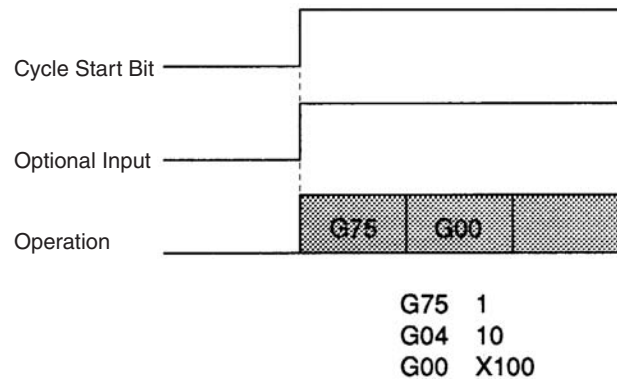 Cycle Start Bit
Optional Input
Operation
G75 G00
G75 1
G04 10
G00 X100